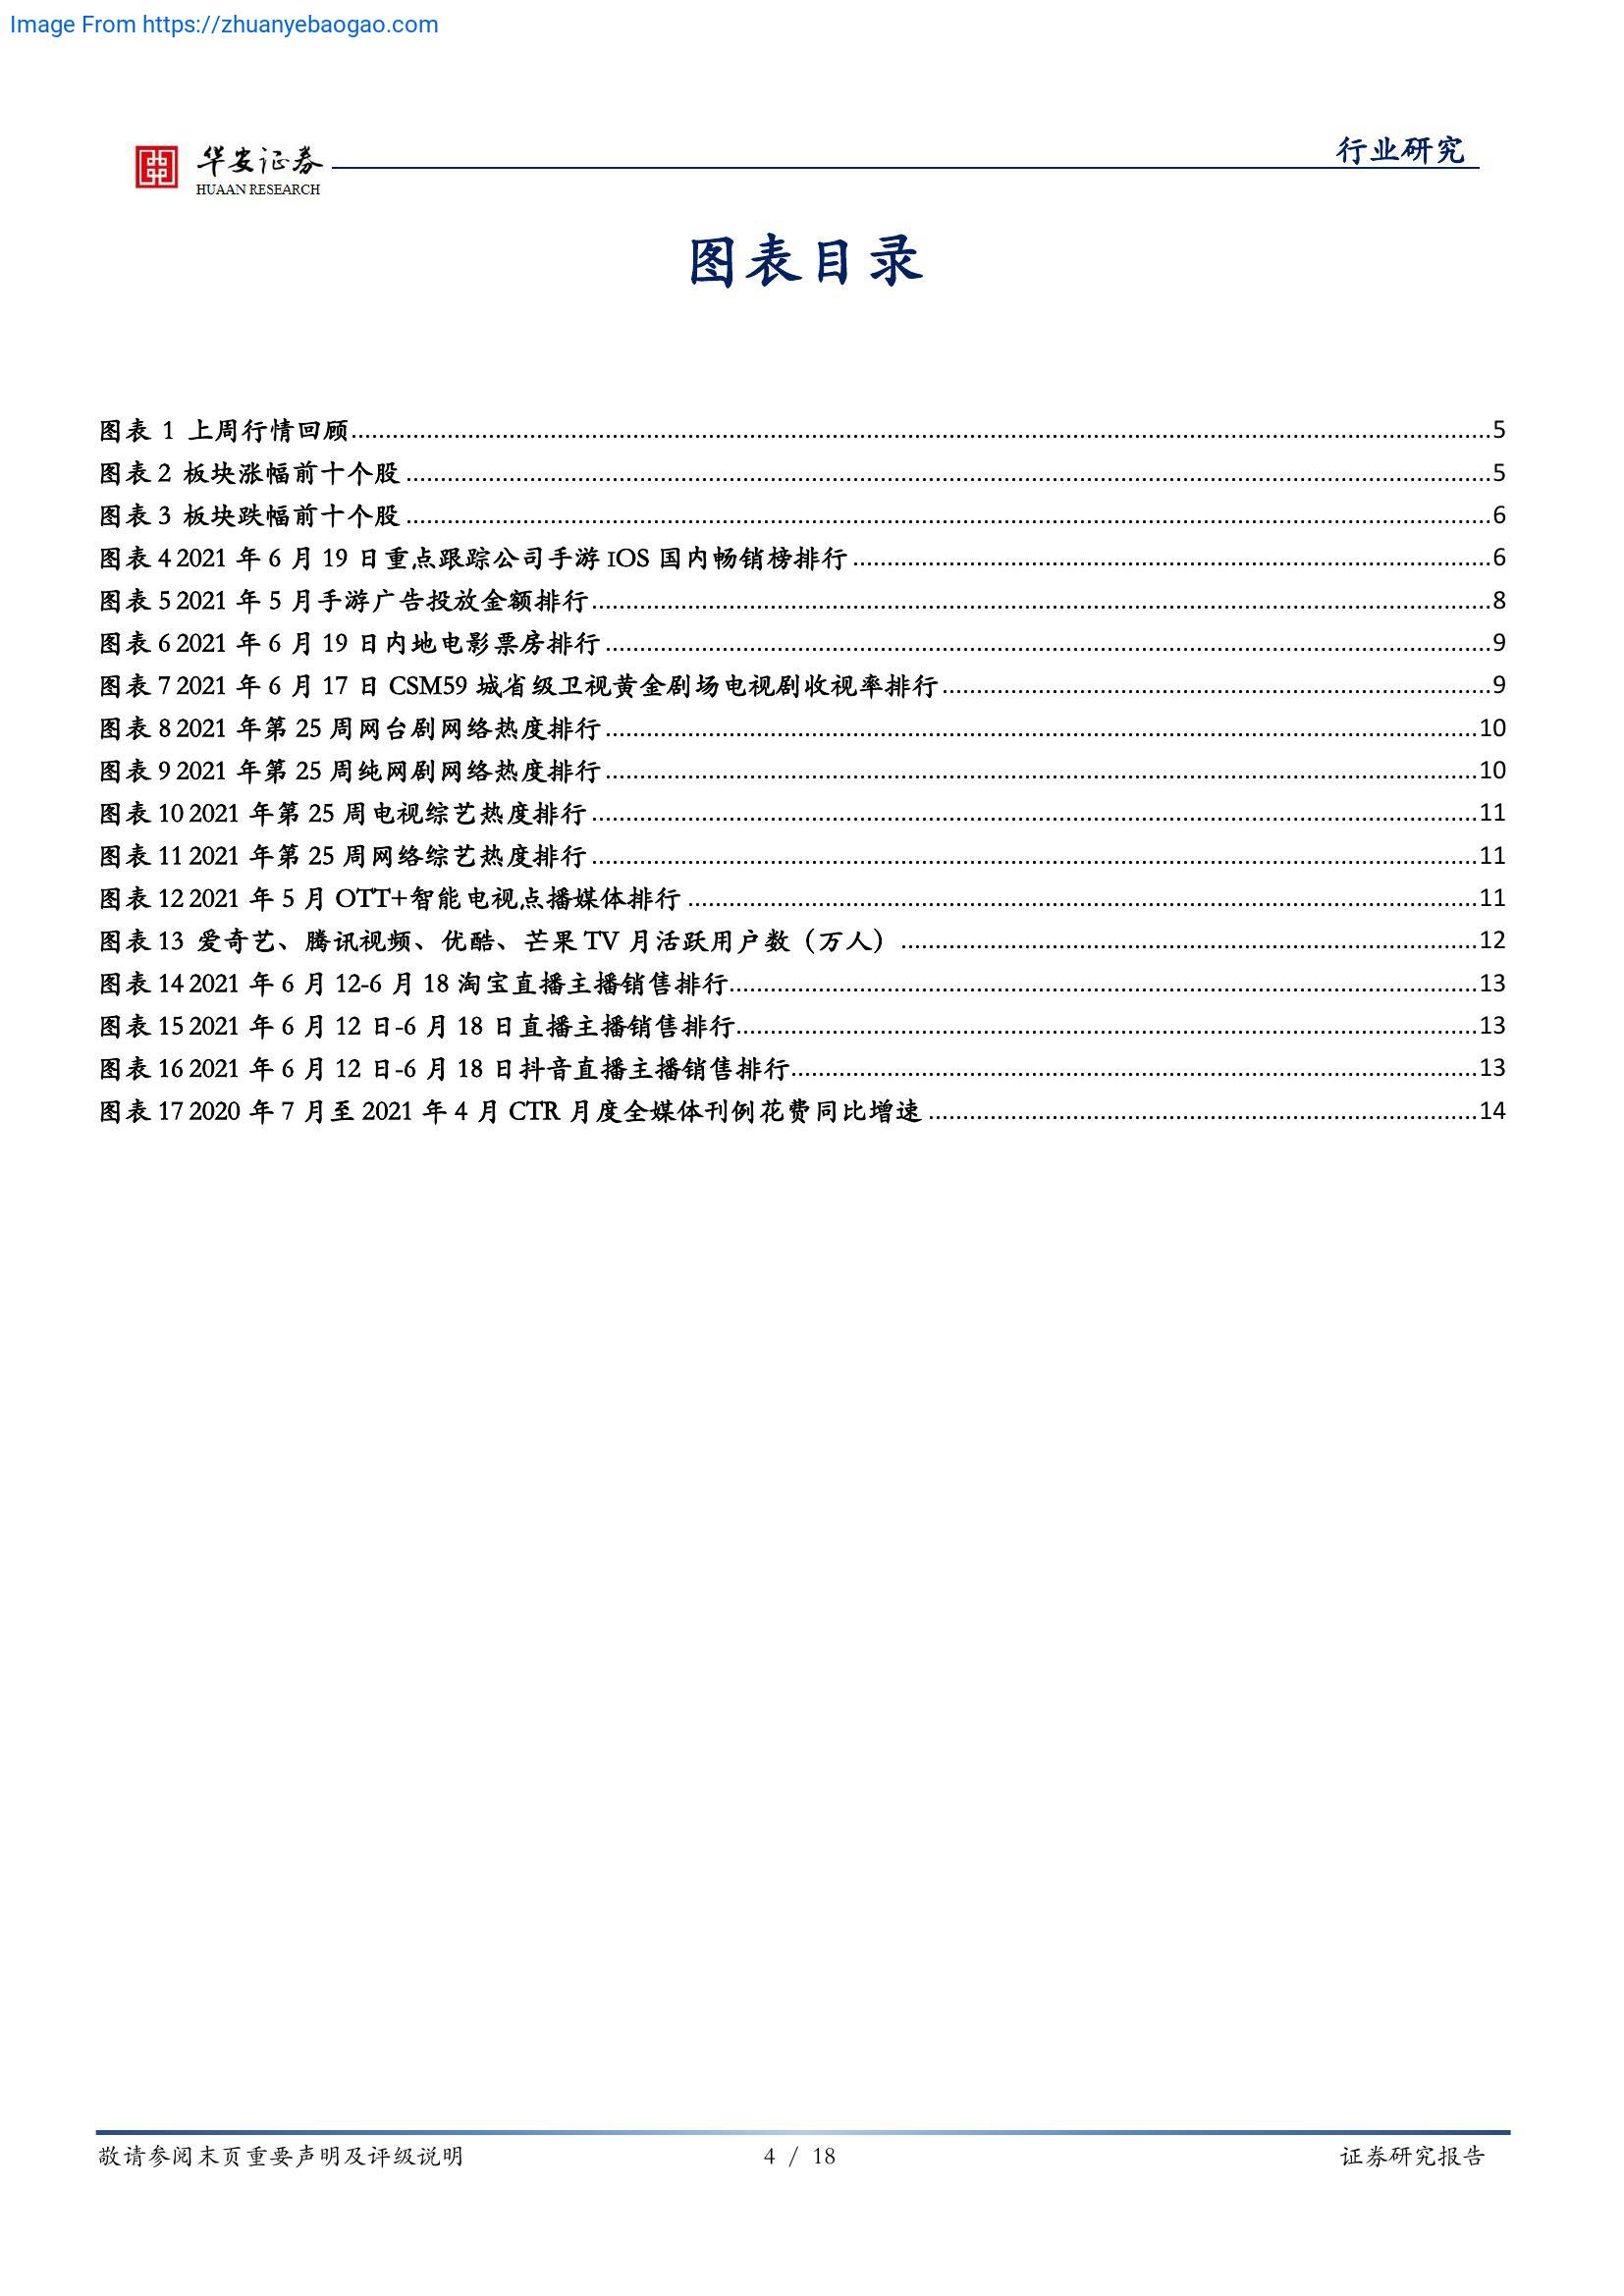 Image From https://zhuanyebaogao.com
华安证券
HUAAN RESEARCH
行业研究
图表目录
图表 1 上周行情回顾 5
图表 2 板块涨幅前十个股 5
图表 3 板块跌幅前十个股 6
图表 4 2021 年 6 月 19 日重点跟踪公司手游 IOS 国内畅销榜排行 6
图表 5 2021 年 5 月手游广告投放金额排行 8
图表 6 2021 年 6 月 19 日内地电影票房排行 9
图表 7 2021 年 6 月 17 日 CSM59 城省级卫视黄金剧场电视剧收视率排行 9
图表 8 2021 年第 25 周网台剧网络热度排行 10
图表 9 2021 年第 25 周纯网剧网络热度排行 10
图表 10 2021 年第 25 周电视综艺热度排行 11
图表 11 2021 年第 25 周网络综艺热度排行 11
图表 12 2021 年 5 月 OTT+智能电视点播媒体排行 11
图表 13 爱奇艺、腾讯视频、优酷、芒果 TV 月活跃用户数（万人） 12
图表 14 2021 年 6 月 12-6 月 18 淘宝直播主播销售排行 13
图表 15 2021 年 6 月 12 日-6 月 18 日直播主播销售排行 13
图表 16 2021 年 6 月 12 日-6 月 18 日抖音直播主播销售排行 13
图表 17 2020 年 7 月至 2021 年 4 月 CTR 月度全媒体刊例花费同比增速 14
敬请参阅末页重要声明及评级说明
4 / 18
证券研究报告